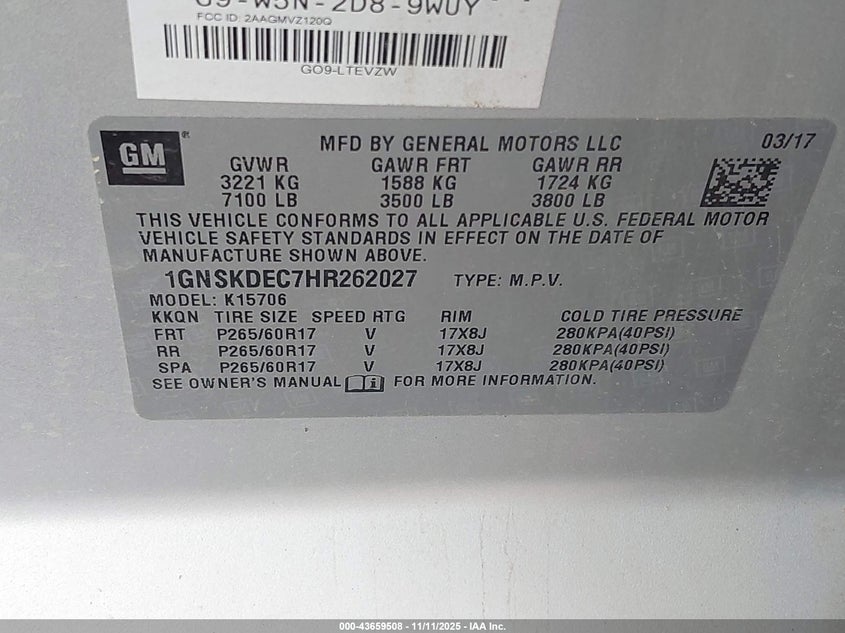 G9-W5N-2D8-9WUY
FCC ID: 2AAGMVZ120Q
GO9-LTEVZW
GM
MFD BY GENERAL MOTORS LLC 03/17
GVWR GAWR FRT GAWR RR
3221 KG 1588 KG 1724 KG
7100 LB 3500 LB 3800 LB
THIS VEHICLE CONFORMS TO ALL APPLICABLE U.S. FEDERAL MOTOR
VEHICLE SAFETY STANDARDS IN EFFECT ON THE DATE OF
MANUFACTURE SHOWN ABOVE.
1GNSKDEC7HR262027 TYPE: M.P.V.
MODEL: K15706
KKQN TIRE SIZE SPEED RTG RIM COLD TIRE PRESSURE
FRT P265/60R17 V 17X8J 280KPA(40PSI)
RR P265/60R17 V 17X8J 280KPA(40PSI)
SPA P265/60R17 V 17X8J 280KPA(40PSI)
SEE OWNER'S MANUAL FOR MORE INFORMATION.
000-43659508 - 11/11/2025 - IAA Inc.